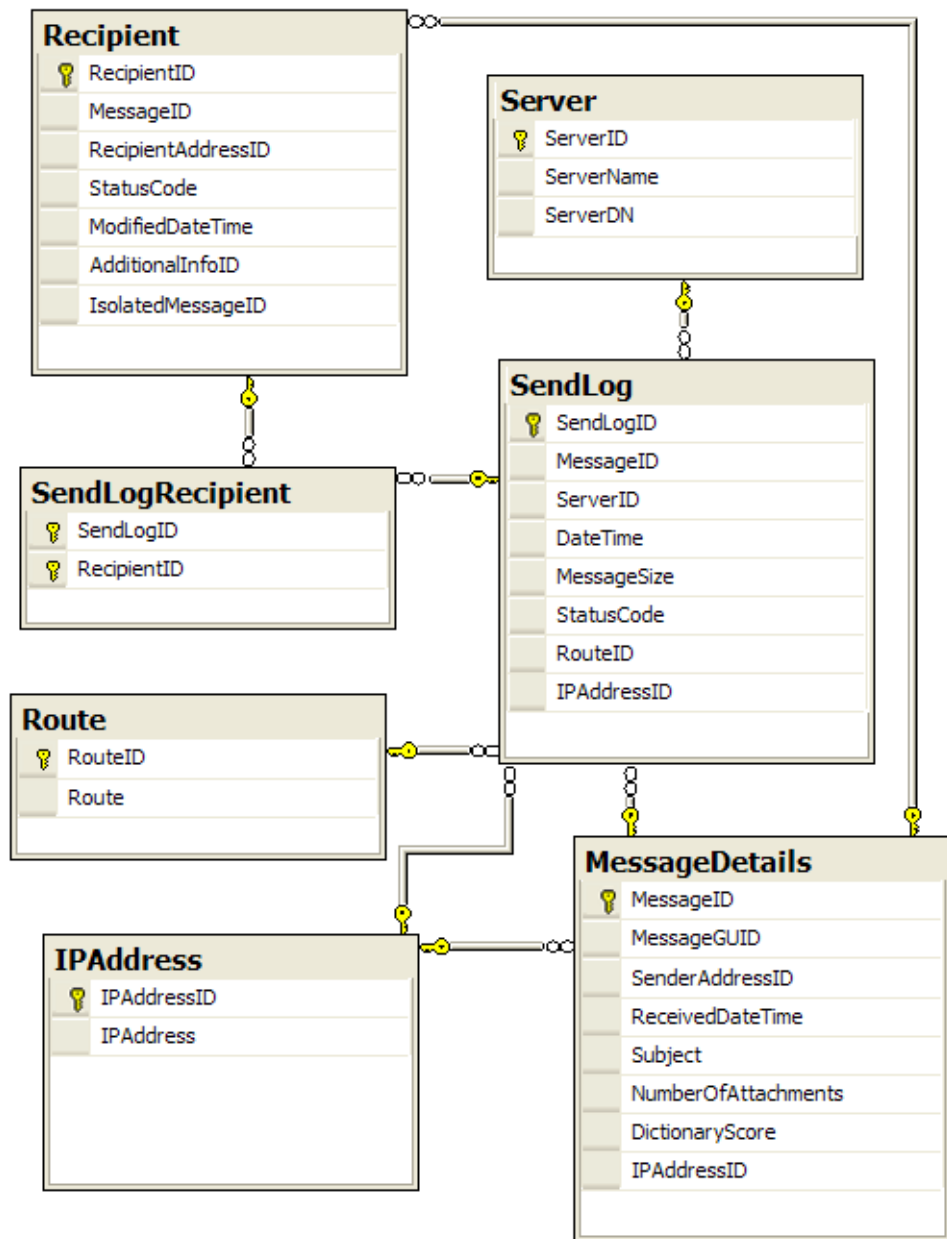 Recipient
RecipientID
MessageID
RecipientAddressID
StatusCode
ModifiedDateTime
AdditionalInfoID
IsolatedMessageID
Server
ServerID
ServerName
ServerDN
SendLog
SendLogID
MessageID
ServerID
DateTime
MessageSize
StatusCode
RouteID
IPAddressID
SendLogRecipient
SendLogID
RecipientID
Route
RouteID
Route
IPAddress
IPAddressID
IPAddress
MessageDetails
MessageID
MessageGUID
SenderAddressID
ReceivedDateTime
Subject
NumberOfAttachments
DictionaryScore
IPAddressID